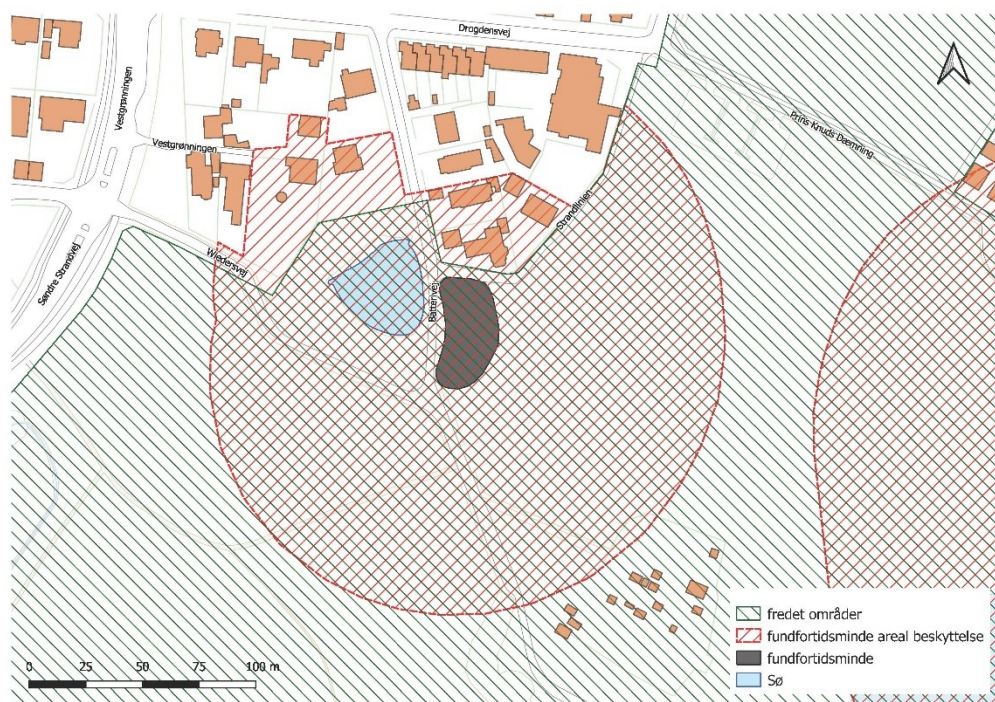 Drogdensvej
Vestgrønningen
Prins Knuds Dæmning
Vestgrønningen
Strandlinien
Wiedersvej
Søndre Strandvej
Batterivej
fredet områder
fundfortidsminde areal beskyttelse
fundfortidsminde
Sø
0 25 50 75 100 m